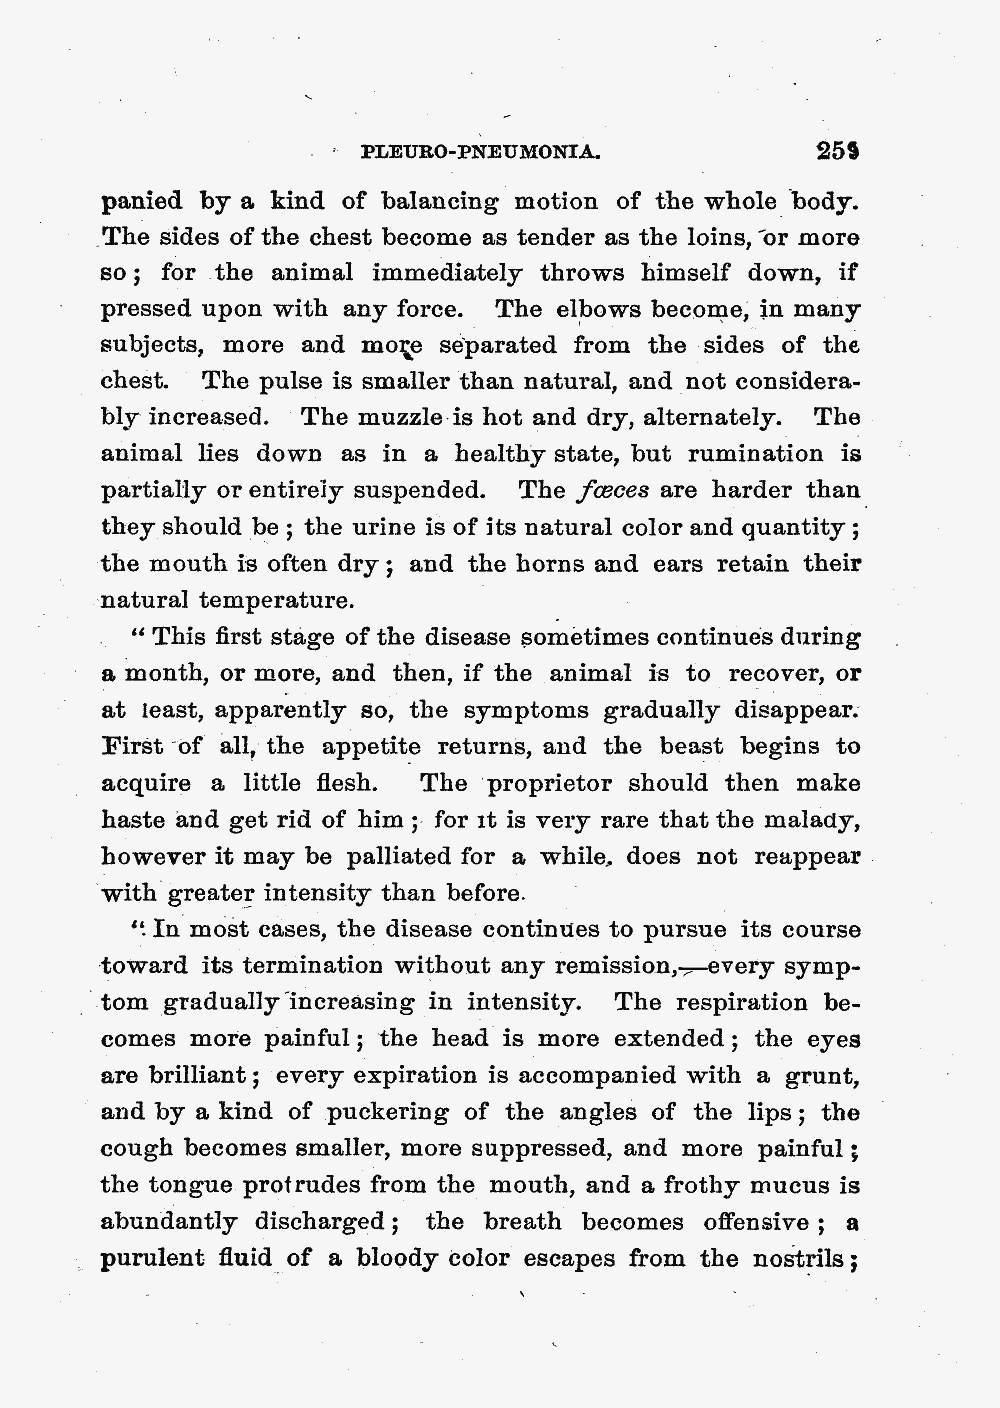 PLEURO-PNEUMONIA. 259
panied by a kind of balancing motion of the whole body.
The sides of the chest become as tender as the loins, or more
so; for the animal immediately throws himself down, if
pressed upon with any force. The elbows become, in many
subjects, more and more separated from the sides of the
chest. The pulse is smaller than natural, and not considera-
bly increased. The muzzle is hot and dry, alternately. The
animal lies down as in a healthy state, but rumination is
partially or entirely suspended. The fœces are harder than
they should be; the urine is of its natural color and quantity;
the mouth is often dry; and the horns and ears retain their
natural temperature.
“This first stage of the disease sometimes continues during
a month, or more, and then, if the animal is to recover, or
at least, apparently so, the symptoms gradually disappear.
First of all, the appetite returns, and the beast begins to
acquire a little flesh. The proprietor should then make
haste and get rid of him; for it is very rare that the malady,
however it may be palliated for a while, does not reappear
with greater intensity than before.
“In most cases, the disease continues to pursue its course
toward its termination without any remission,—every symp-
tom gradually increasing in intensity. The respiration be-
comes more painful; the head is more extended; the eyes
are brilliant; every expiration is accompanied with a grunt,
and by a kind of puckering of the angles of the lips; the
cough becomes smaller, more suppressed, and more painful;
the tongue protrudes from the mouth, and a frothy mucus is
abundantly discharged; the breath becomes offensive; a
purulent fluid of a bloody color escapes from the nostrils;